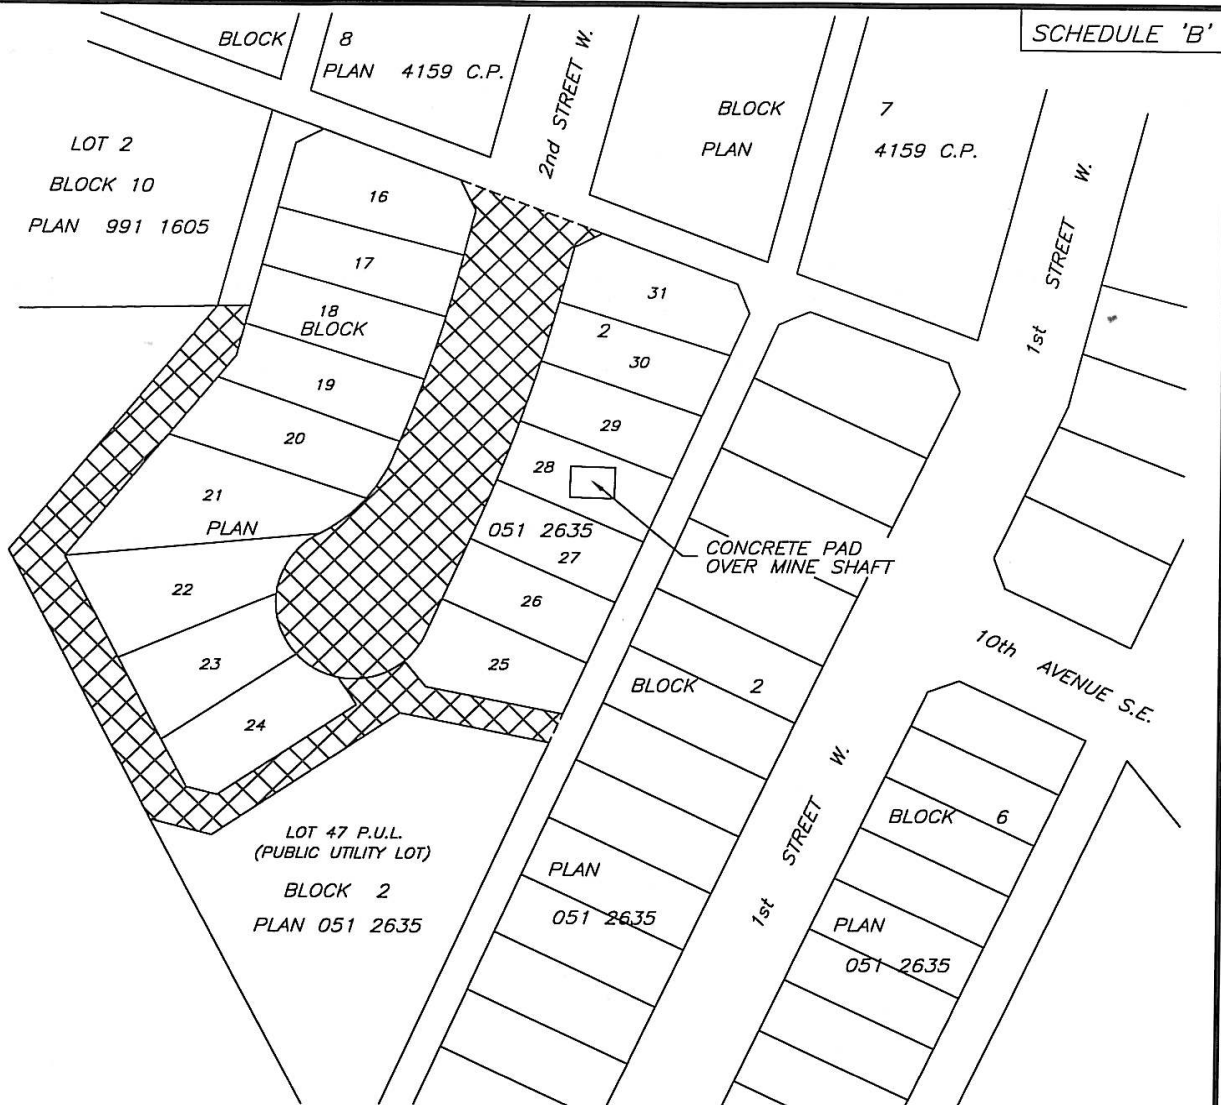 SCHEDULE 'B'
BLOCK 8
PLAN 4159 C.P.
2nd STREET W.
BLOCK 7
PLAN 4159 C.P.
LOT 2
BLOCK 10
PLAN 991 1605
1st STREET W.
16
17
18
BLOCK
19
20
21
PLAN
22
23
24
31
2
30
29
28
051 2635
27
26
25
CONCRETE PAD
OVER MINE SHAFT
10th AVENUE S.E.
BLOCK 2
1st STREET W.
BLOCK 6
LOT 47 P.U.L.
(PUBLIC UTILITY LOT)
BLOCK 2
PLAN 051 2635
PLAN
051 2635
PLAN
051 2635